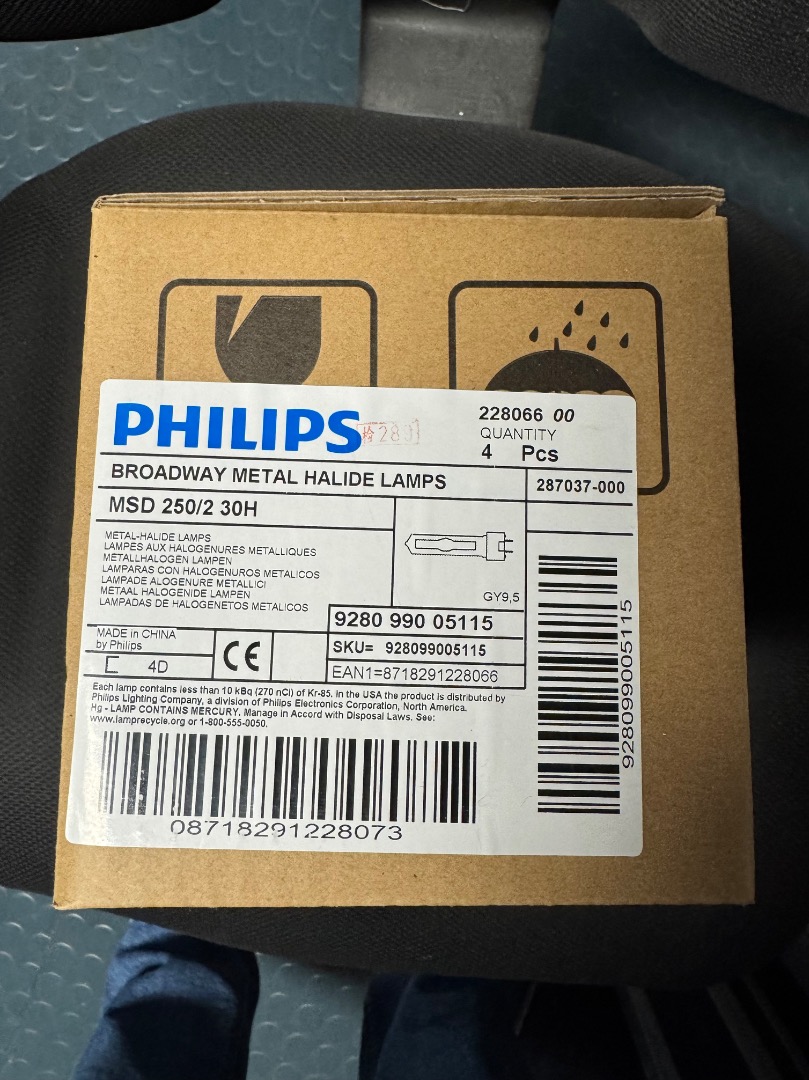 PHILIPS
228066 00
QUANTITY
4 Pcs
BROADWAY METAL HALIDE LAMPS
287037-000
MSD 250/2 30H
METAL-HALIDE LAMPS
LAMPES AUX HALOGENURES METALLIQUES
METALLHALOGEN LAMPEN
LAMPARAS CON HALOGENUROS METALICOS
LAMPADE ALOGENURE METALLICI
METAAL HALOGENIDE LAMPEN
LAMPADAS DE HALOGENETOS METALICOS
GY9,5
9280 990 05115
MADE in CHINA
by Philips
SKU= 928099005115
4D
CE
EAN1=8718291228066
Each lamp contains less than 10 kBq (270 nCi) of Kr-85. In the USA the product is distributed by
Philips Lighting Company, a division of Philips Electronics Corporation, North America.
Hg - LAMP CONTAINS MERCURY, Manage in Accord with Disposal Laws. See:
www.lamprecycle.org or 1-800-555-0050.
08718291228073
928099005115